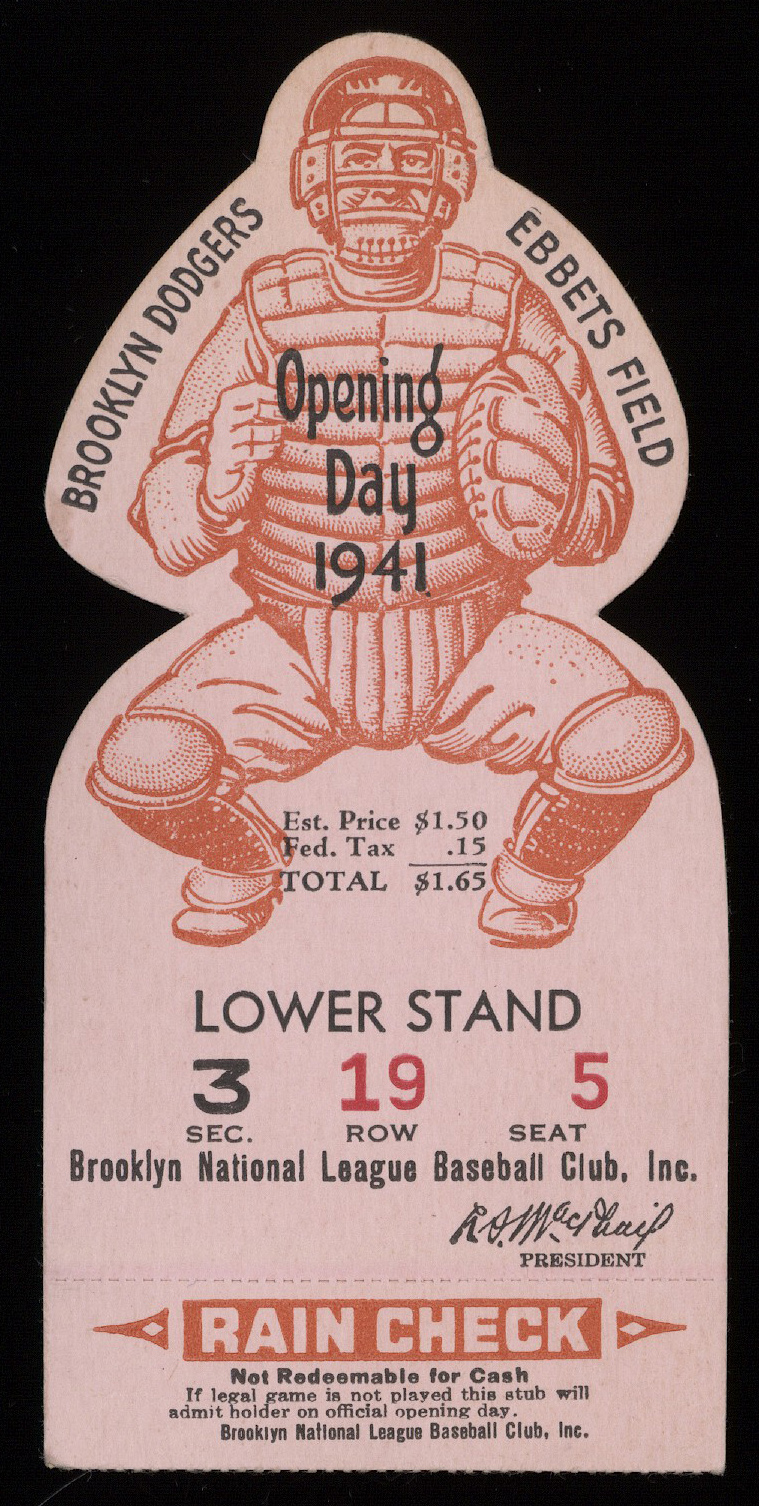 BROOKLYN DODGERS
EBBETS FIELD
Opening
Day
1941
Est. Price $1.50
Fed. Tax .15
TOTAL $1.65
LOWER STAND
3 19 5
SEC. ROW SEAT
Brooklyn National League Baseball Club, Inc.
L.S. MacPhail
PRESIDENT
RAIN CHECK
Not Redeemable for Cash
If legal game is not played this stub will
admit holder on official opening day.
Brooklyn National League Baseball Club, Inc.